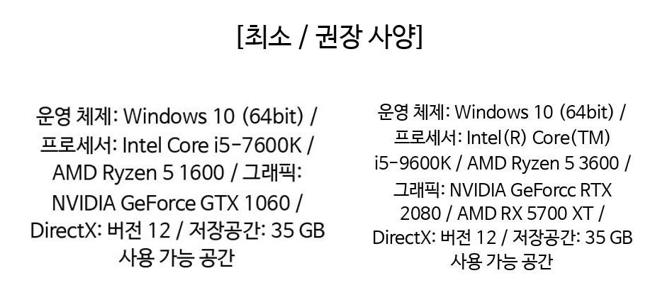 [최소 / 권장 사양]
운영 체제: Windows 10 (64bit) /
프로세서: Intel Core i5-7600K /
AMD Ryzen 5 1600 / 그래픽:
NVIDIA GeForce GTX 1060 /
DirectX: 버전 12 / 저장공간: 35 GB
사용 가능 공간
운영 체제: Windows 10 (64bit) /
프로세서: Intel(R) Core(TM)
i5-9600K / AMD Ryzen 5 3600 /
그래픽: NVIDIA GeForcc RTX
2080 / AMD RX 5700 XT /
DirectX: 버전 12 / 저장공간: 35 GB
사용 가능 공간